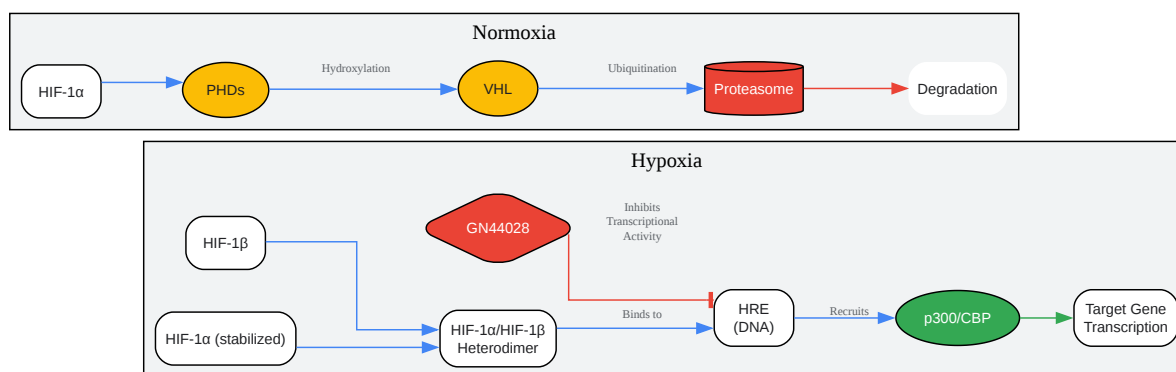 Normoxia
HIF-1α
PHDs
Hydroxylation
VHL
Ubiquitination
Proteasome
Degradation
Hypoxia
HIF-1β
GN44028
Inhibits
Transcriptional
Activity
HIF-1α (stabilized)
HIF-1α/HIF-1β
Heterodimer
Binds to
HRE
(DNA)
Recruits
p300/CBP
Target Gene
Transcription